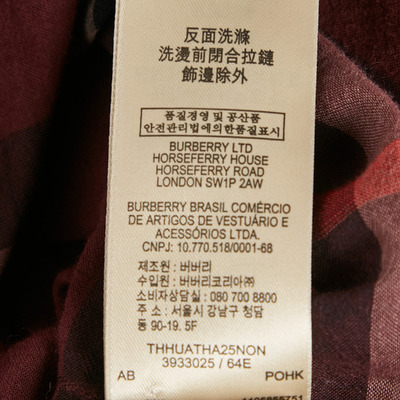 反面洗滌
洗燙前閉合拉鏈
飾邊除外
품질경영 및 공산품
안전관리법에의한품질표시
BURBERRY LTD
HORSEFERRY HOUSE
HORSEFERRY ROAD
LONDON SW1P 2AW
BURBERRY BRASIL COMÉRCIO
DE ARTIGOS DE VESTUÁRIO E
ACESSÓRIOS LTDA.
CNPJ: 10.770.518/0001-68
제조원 : 버버리
수입원 : 버버리코리아㈜
소비자상담실 : 080 700 8800
주소 : 서울시 강남구 청담
동 90-19. 5F
THHUATHA25NON
3933025 / 64E
AB POHK